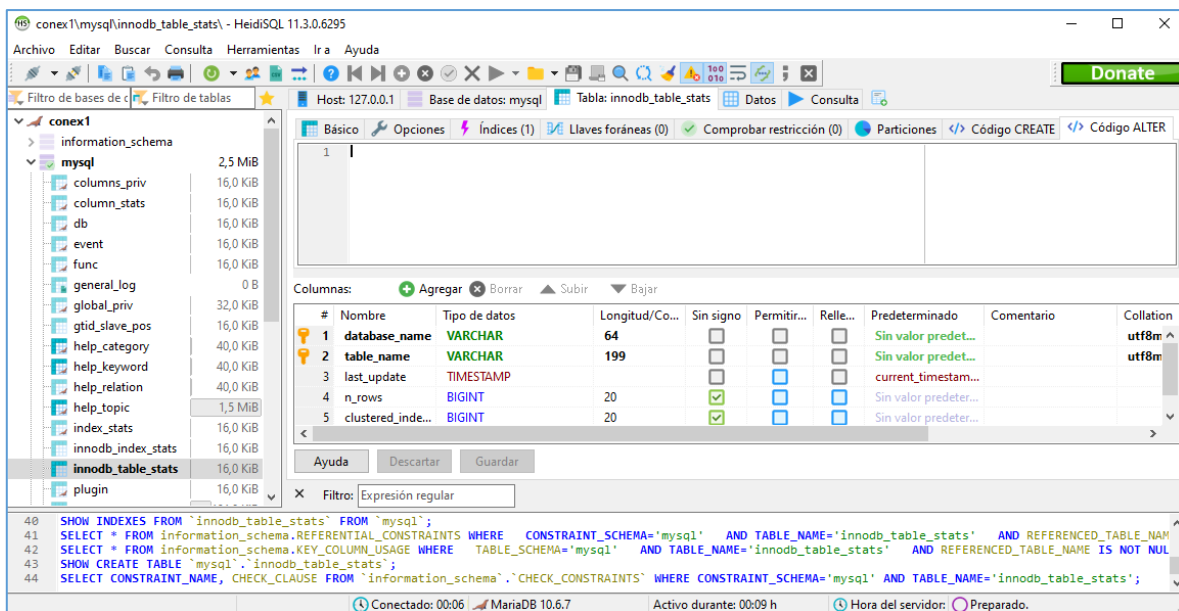 conex1\mysql\innodb_table_stats\ - HeidiSQL 11.3.0.6295
Archivo Editar Buscar Consulta Herramientas Ir a Ayuda
Donate
Filtro de bases de d Filtro de tablas
Host: 127.0.0.1 Base de datos: mysql Tabla: innodb_table_stats Datos Consulta
conex1
information_schema
mysql 2,5 MiB
columns_priv 16,0 KiB
column_stats 16,0 KiB
db 16,0 KiB
event 16,0 KiB
func 16,0 KiB
general_log 0 B
global_priv 32,0 KiB
gtid_slave_pos 16,0 KiB
help_category 40,0 KiB
help_keyword 40,0 KiB
help_relation 40,0 KiB
help_topic 1,5 MiB
index_stats 16,0 KiB
innodb_index_stats 16,0 KiB
innodb_table_stats 16,0 KiB
plugin 16,0 KiB
Básico Opciones Índices (1) Llaves foráneas (0) Comprobar restricción (0) Particiones Código CREATE Código ALTER
1
Columnas: Agregar Borrar Subir Bajar
# Nombre Tipo de datos Longitud/Co... Sin signo Permitir... Relle... Predeterminado Comentario Collation
1 database_name VARCHAR 64 Sin valor predet... utf8m
2 table_name VARCHAR 199 Sin valor predet... utf8m
3 last_update TIMESTAMP current_timestam...
4 n_rows BIGINT 20 Sin valor predeter...
5 clustered_inde... BIGINT 20 Sin valor predeter...
Ayuda Descartar Guardar
Filtro: Expresión regular
40 SHOW INDEXES FROM `innodb_table_stats` FROM `mysql`;
41 SELECT * FROM information_schema.REFERENTIAL_CONSTRAINTS WHERE CONSTRAINT_SCHEMA='mysql' AND TABLE_NAME='innodb_table_stats' AND REFERENCED_TABLE_NAM
42 SELECT * FROM information_schema.KEY_COLUMN_USAGE WHERE TABLE_SCHEMA='mysql' AND TABLE_NAME='innodb_table_stats' AND REFERENCED_TABLE_NAME IS NOT NUL
43 SHOW CREATE TABLE `mysql`.`innodb_table_stats`;
44 SELECT CONSTRAINT_NAME, CHECK_CLAUSE FROM `information_schema`.`CHECK_CONSTRAINTS` WHERE CONSTRAINT_SCHEMA='mysql' AND TABLE_NAME='innodb_table_stats';
Conectado: 00:06 MariaDB 10.6.7 Activo durante: 00:09 h Hora del servidor: Preparado.